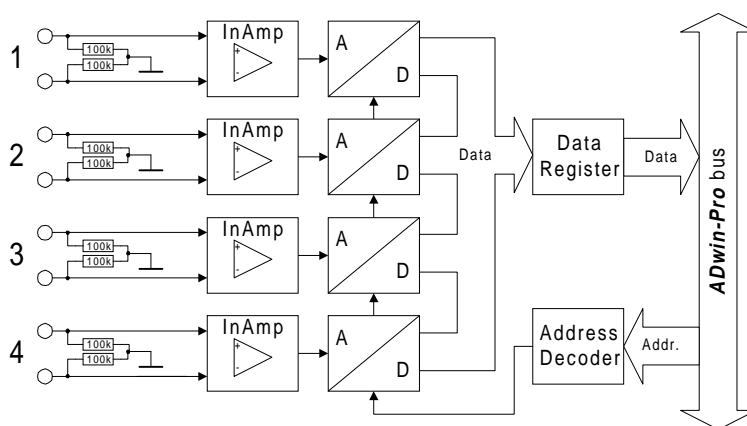 1
100k
100k
InAmp
+
-
A
D
2
100k
100k
InAmp
+
-
A
D
3
100k
100k
InAmp
+
-
A
D
4
100k
100k
InAmp
+
-
A
D
Data
Data
Register
Data
Address
Decoder
Addr.
ADwin-Pro bus